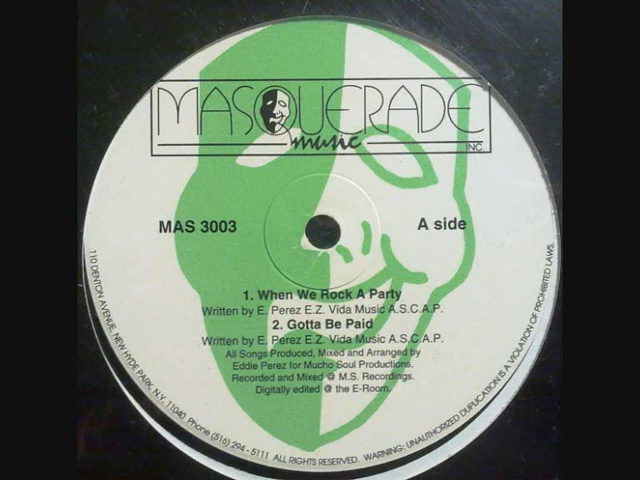 MASQUERADE
music
INC.
MAS 3003
A side
1. When We Rock A Party
Written by E. Perez E.Z. Vida Music A.S.C.A.P.
2. Gotta Be Paid
Written by E. Perez E.Z. Vida Music A.S.C.A.P.
All Songs Produced, Mixed and Arranged by
Eddie Perez for Mucho Soul Productions.
Recorded and Mixed @ M.S. Recordings.
Digitally edited @ the E-Room.
110 DENTON AVENUE, NEW HYDE PARK, N.Y. 11040. Phone (516) 294 - 5111 ALL RIGHTS RESERVED. WARNING: UNAUTHORIZED DUPLICATION IS A VIOLATION OF PROHIBITED LAWS.